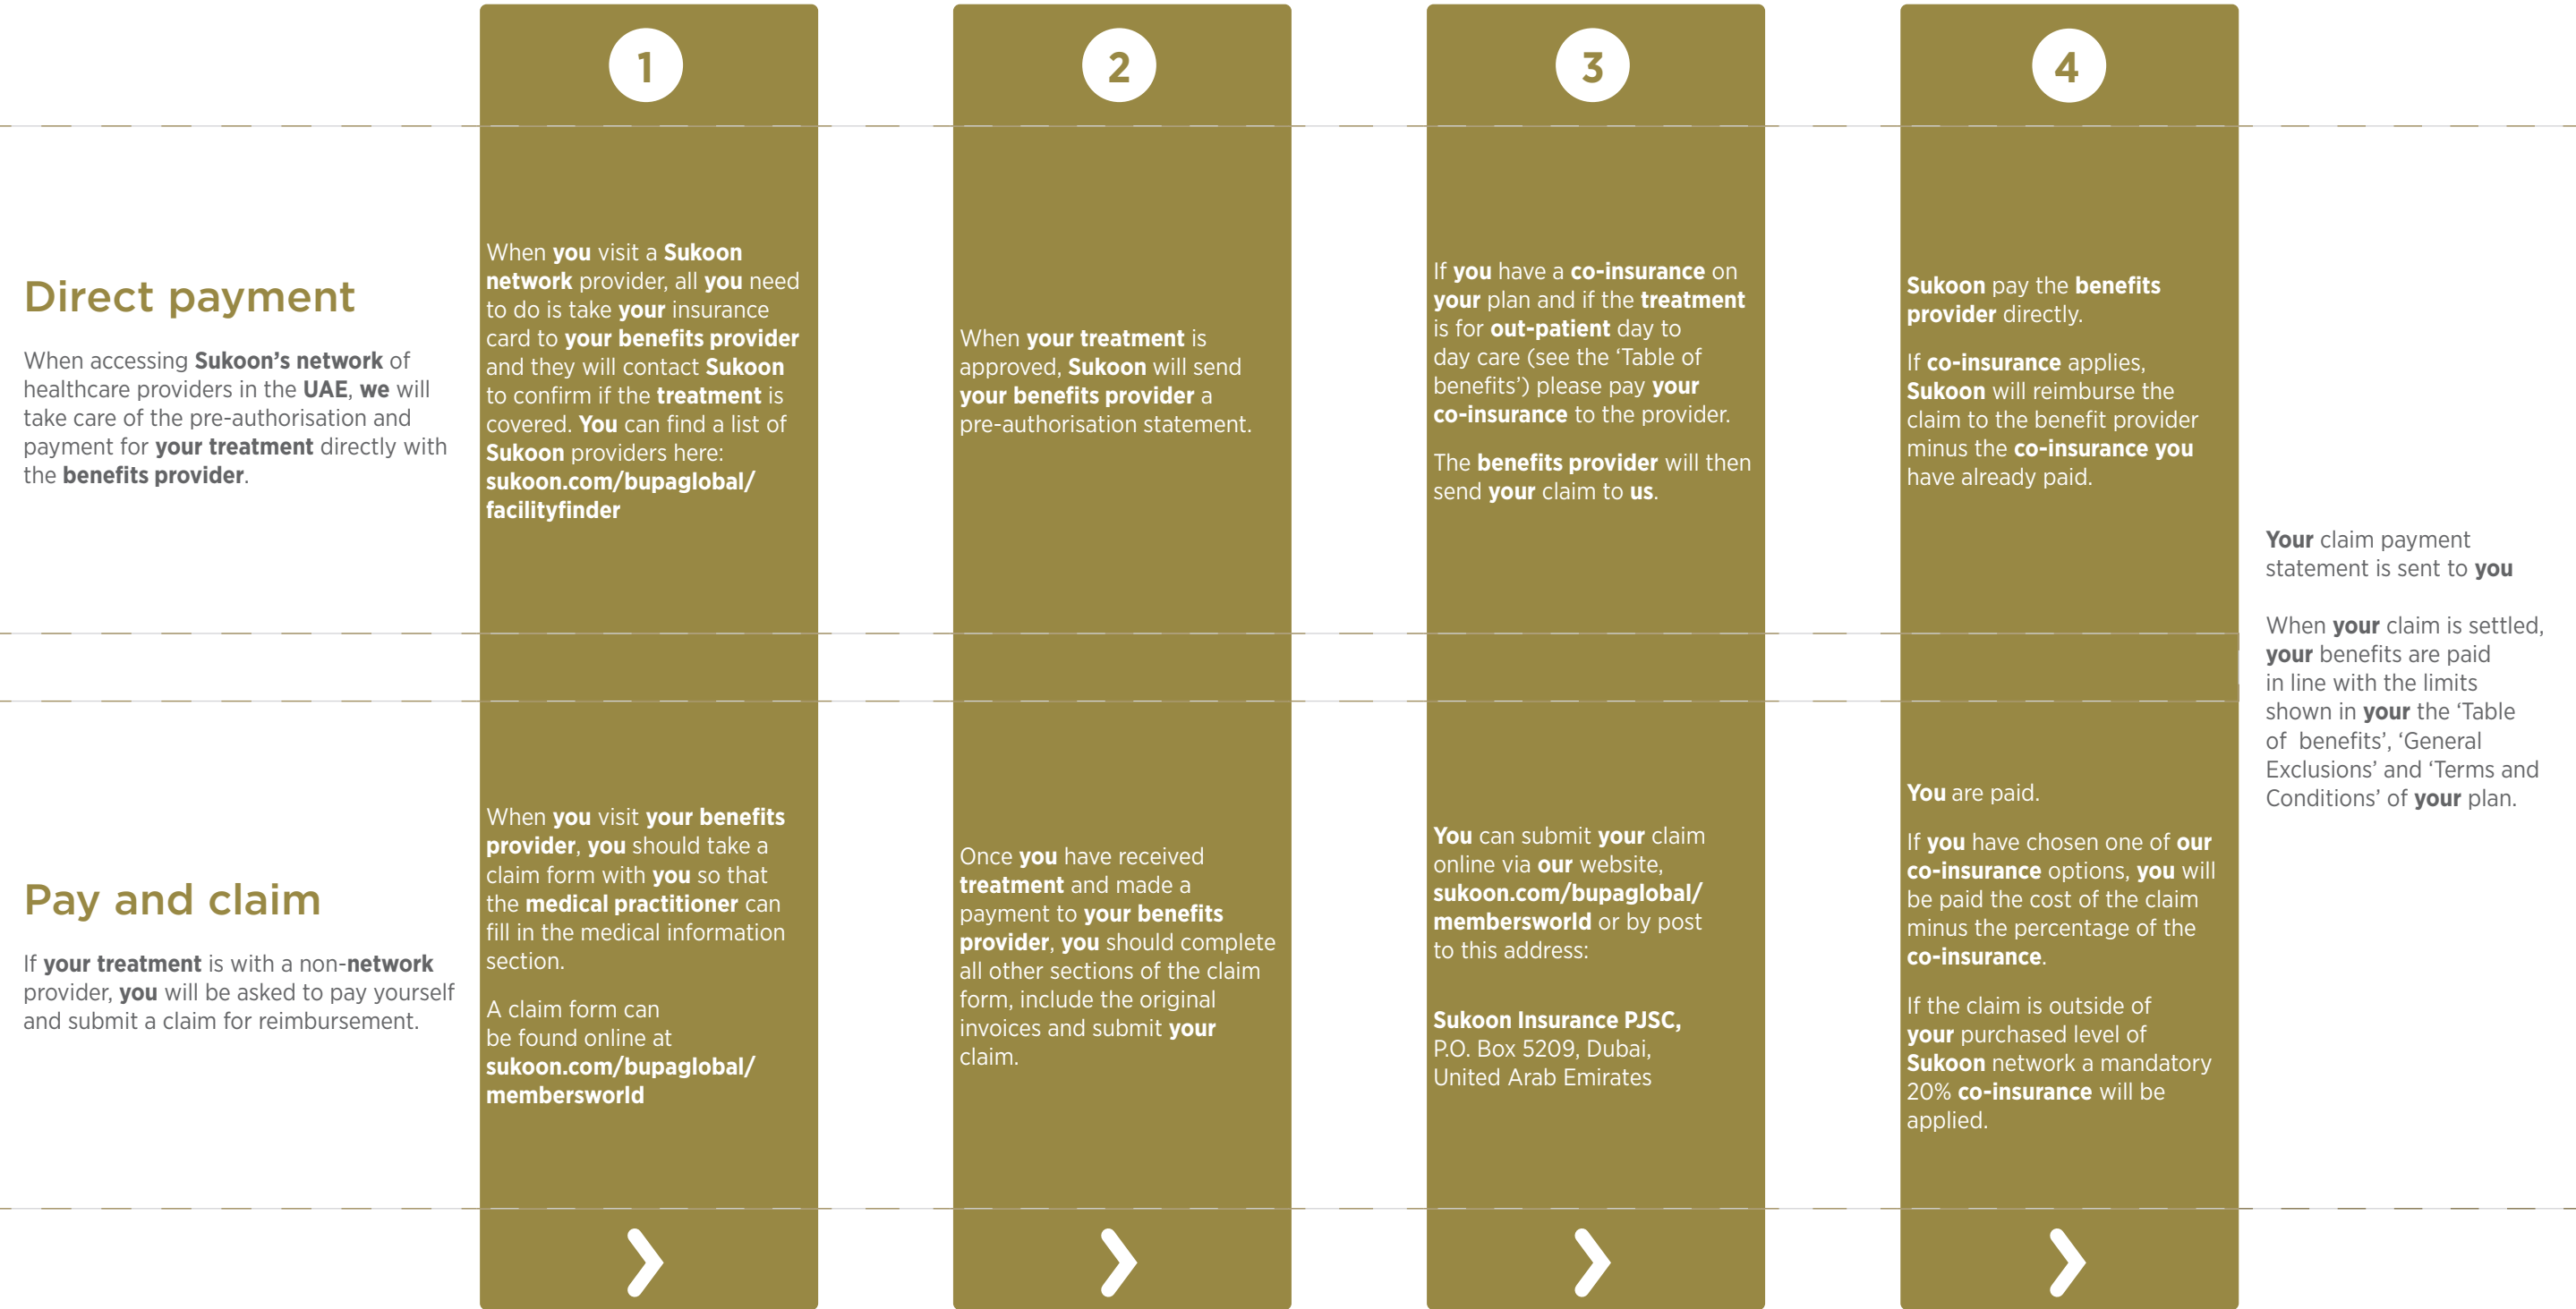 1
2
3
4
Direct payment
When accessing Sukoon’s network of
healthcare providers in the UAE, we will
take care of the pre-authorisation and
payment for your treatment directly with
the benefits provider.
When you visit a Sukoon
network provider, all you need
to do is take your insurance
card to your benefits provider
and they will contact Sukoon
to confirm if the treatment is
covered. You can find a list of
Sukoon providers here:
sukoon.com/bupaglobal/
facilityfinder
When your treatment is
approved, Sukoon will send
your benefits provider a
pre-authorisation statement.
If you have a co-insurance on
your plan and if the treatment
is for out-patient day to
day care (see the ‘Table of
benefits’) please pay your
co-insurance to the provider.
The benefits provider will then
send your claim to us.
Sukoon pay the benefits
provider directly.
If co-insurance applies,
Sukoon will reimburse the
claim to the benefit provider
minus the co-insurance you
have already paid.
Pay and claim
If your treatment is with a non-network
provider, you will be asked to pay yourself
and submit a claim for reimbursement.
When you visit your benefits
provider, you should take a
claim form with you so that
the medical practitioner can
fill in the medical information
section.
A claim form can
be found online at
sukoon.com/bupaglobal/
membersworld
Once you have received
treatment and made a
payment to your benefits
provider, you should complete
all other sections of the claim
form, include the original
invoices and submit your
claim.
You can submit your claim
online via our website,
sukoon.com/bupaglobal/
membersworld or by post
to this address:
Sukoon Insurance PJSC,
P.O. Box 5209, Dubai,
United Arab Emirates
You are paid.
If you have chosen one of our
co-insurance options, you will
be paid the cost of the claim
minus the percentage of the
co-insurance.
If the claim is outside of
your purchased level of
Sukoon network a mandatory
20% co-insurance will be
applied.
Your claim payment
statement is sent to you
When your claim is settled,
your benefits are paid
in line with the limits
shown in your the ‘Table
of benefits’, ‘General
Exclusions’ and ‘Terms and
Conditions’ of your plan.